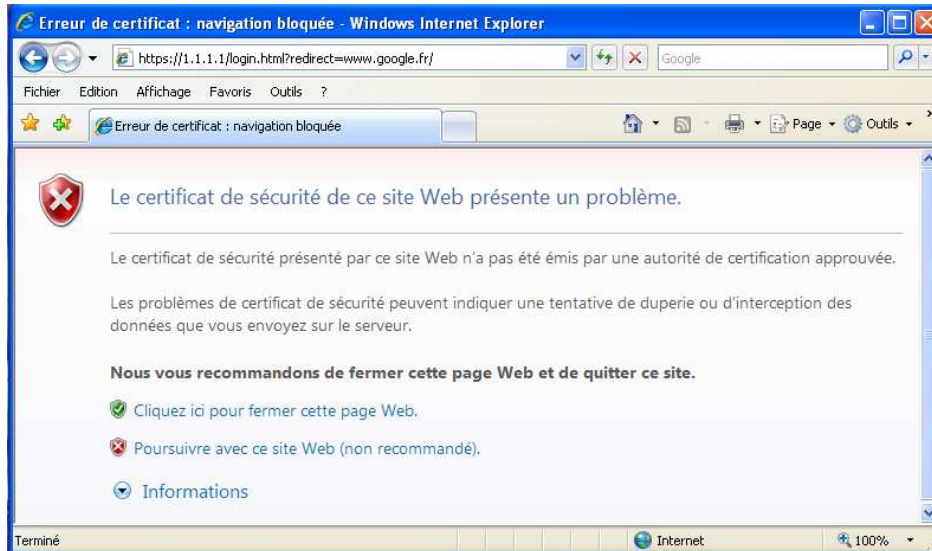 Erreur de certificat : navigation bloquée - Windows Internet Explorer
https://1.1.1.1/login.html?redirect=www.google.fr/
Google
Fichier Edition Affichage Favoris Outils ?
Erreur de certificat : navigation bloquée
Page
Outils
Le certificat de sécurité de ce site Web présente un problème.
Le certificat de sécurité présenté par ce site Web n'a pas été émis par une autorité de certification approuvée.
Les problèmes de certificat de sécurité peuvent indiquer une tentative de duperie ou d'interception des
données que vous envoyez sur le serveur.
Nous vous recommandons de fermer cette page Web et de quitter ce site.
Cliquez ici pour fermer cette page Web.
Poursuivre avec ce site Web (non recommandé).
Informations
Terminé
Internet
100%